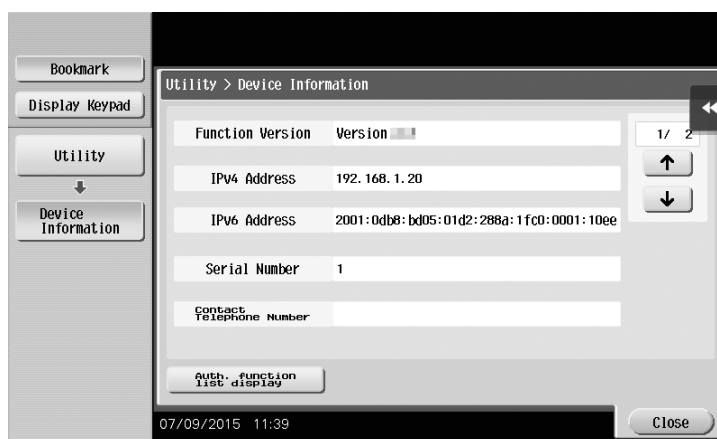 Bookmark
Display Keypad
Utility
Device
Information
Utility > Device Information
Function Version Version
1/ 2
IPv4 Address 192.168.1.20
IPv6 Address 2001:0db8:bd05:01d2:288a:1fc0:0001:10ee
Serial Number 1
Contact
Telephone Number
Auth. function
list display
07/09/2015 11:39
Close